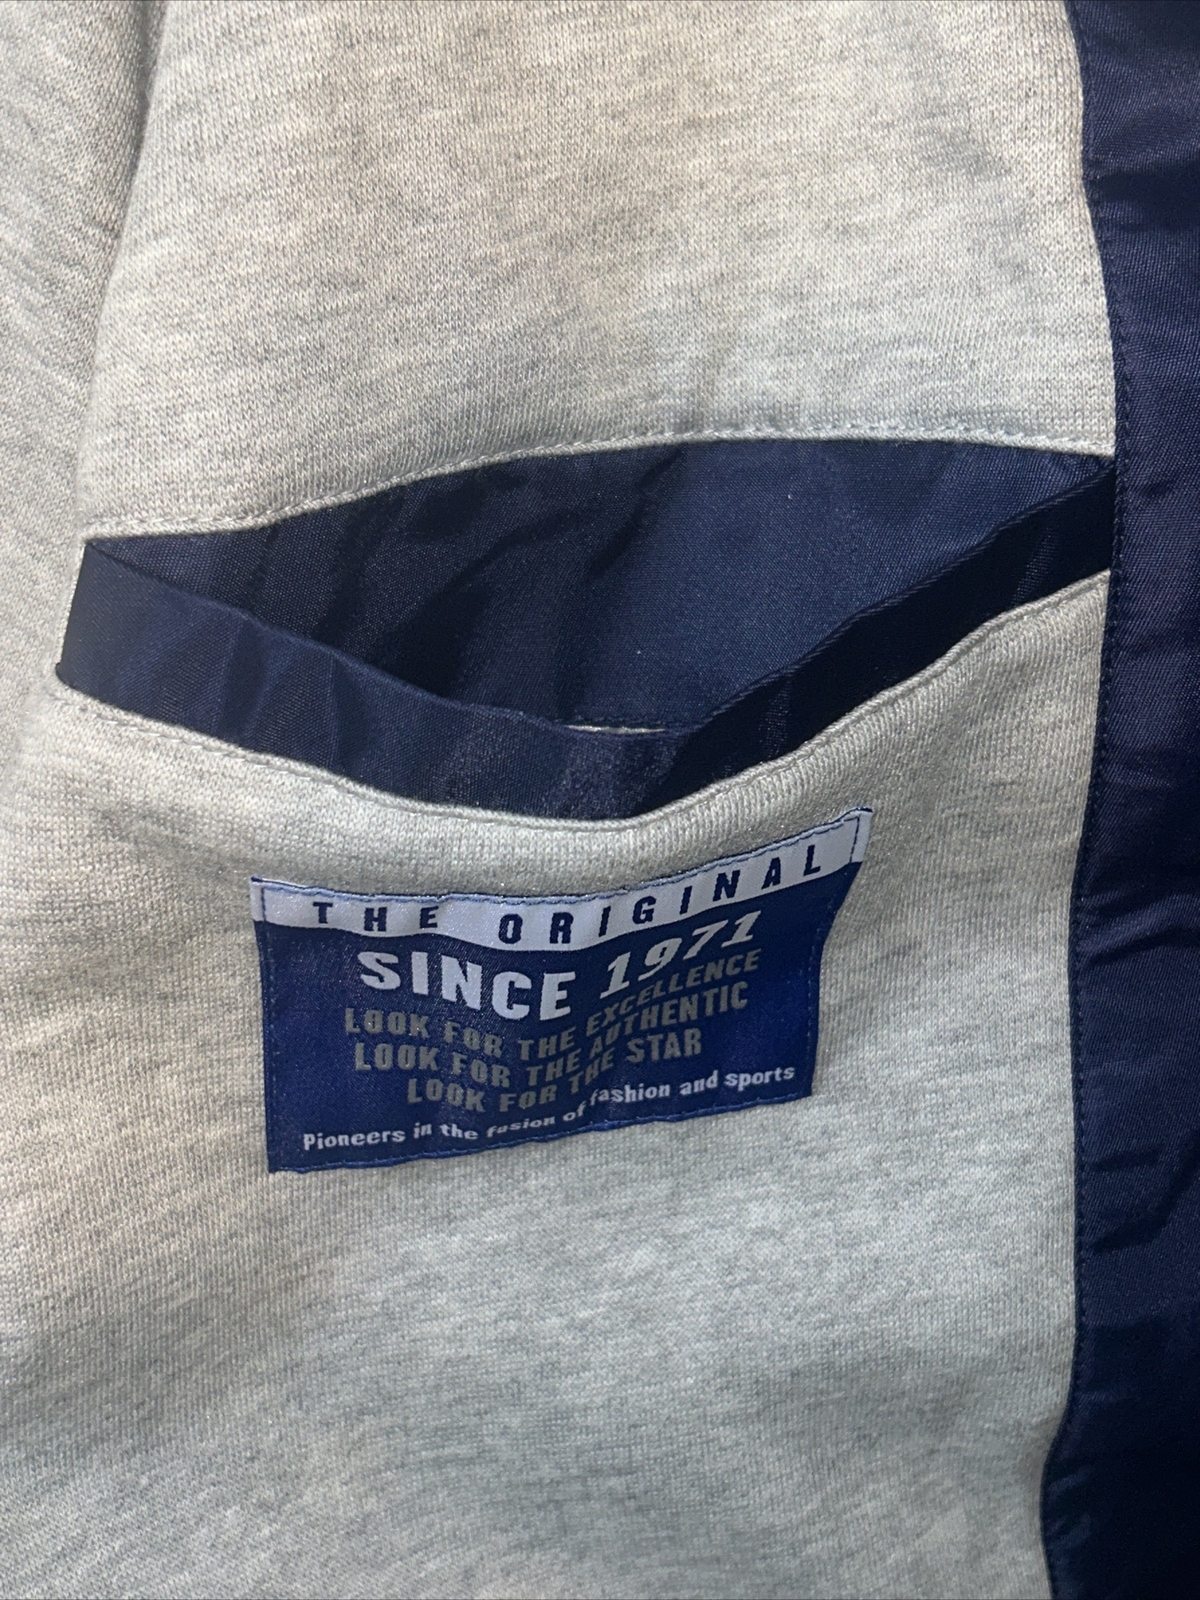 THE ORIGINAL
SINCE 1971
LOOK FOR THE EXCELLENCE
LOOK FOR THE AUTHENTIC
LOOK FOR THE STAR
Pioneers in the fusion of fashion and sports